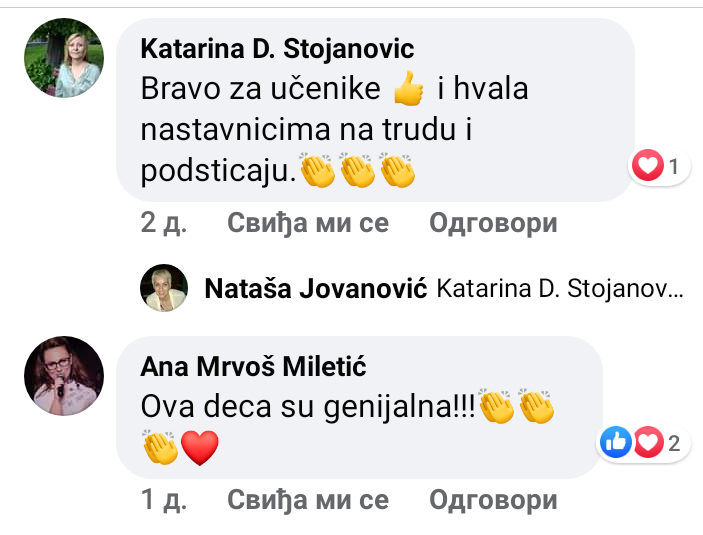 Katarina D. Stojanovic
Bravo za učenike 👍 i hvala
nastavnicima na trudu i
podsticaju.👏👏👏
1
2 д. Свиђа ми се Одговори
Nataša Jovanović Katarina D. Stojanov...
Ana Mrvoš Miletić
Ova deca su genijalna!!!👏👏
👏❤️
2
1 д. Свиђа ми се Одговори